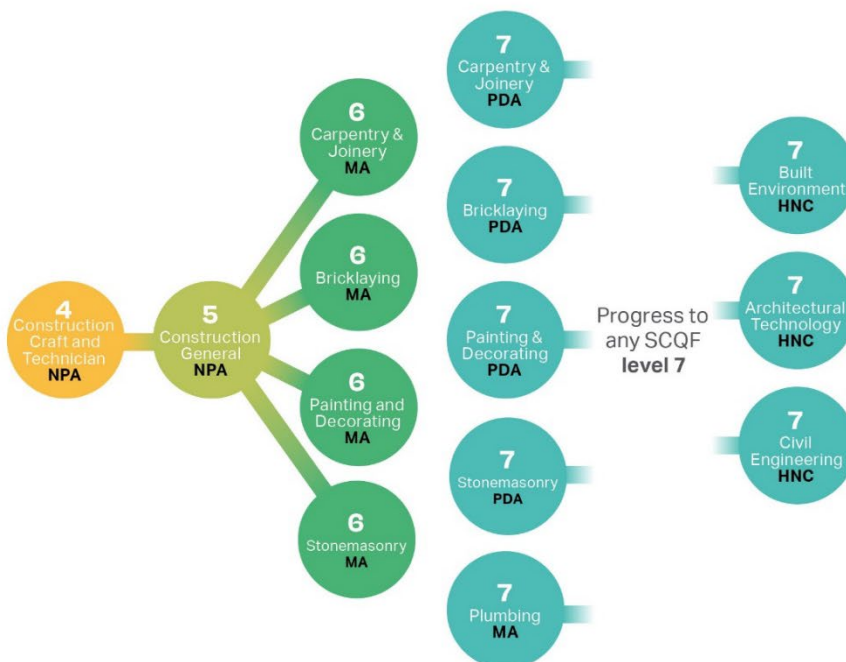 4
Construction
Craft and
Technician
NPA
5
Construction
General
NPA
6
Carpentry &
Joinery
MA
6
Bricklaying
MA
6
Painting and
Decorating
MA
6
Stonemasonry
MA
7
Carpentry &
Joinery
PDA
7
Bricklaying
PDA
7
Painting &
Decorating
PDA
7
Stonemasonry
PDA
7
Plumbing
MA
Progress to
any SCQF
level 7
7
Built
Environment
HNC
7
Architectural
Technology
HNC
7
Civil
Engineering
HNC